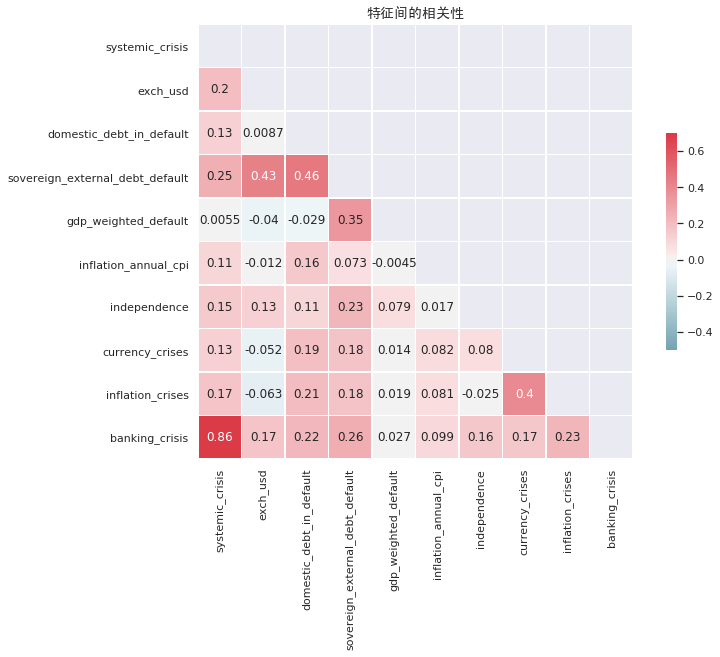 特征间的相关性
systemic_crisis
exch_usd 0.2
domestic_debt_in_default 0.13 0.0087
sovereign_external_debt_default 0.25 0.43 0.46
gdp_weighted_default 0.0055 -0.04 -0.029 0.35
inflation_annual_cpi 0.11 -0.012 0.16 0.073 -0.0045
independence 0.15 0.13 0.11 0.23 0.079 0.017
currency_crises 0.13 -0.052 0.19 0.18 0.014 0.082 0.08
inflation_crises 0.17 -0.063 0.21 0.18 0.019 0.081 -0.025 0.4
banking_crisis 0.86 0.17 0.22 0.26 0.027 0.099 0.16 0.17 0.23
systemic_crisis
exch_usd
domestic_debt_in_default
sovereign_external_debt_default
gdp_weighted_default
inflation_annual_cpi
independence
currency_crises
inflation_crises
banking_crisis
0.6
0.4
0.2
0.0
−0.2
−0.4